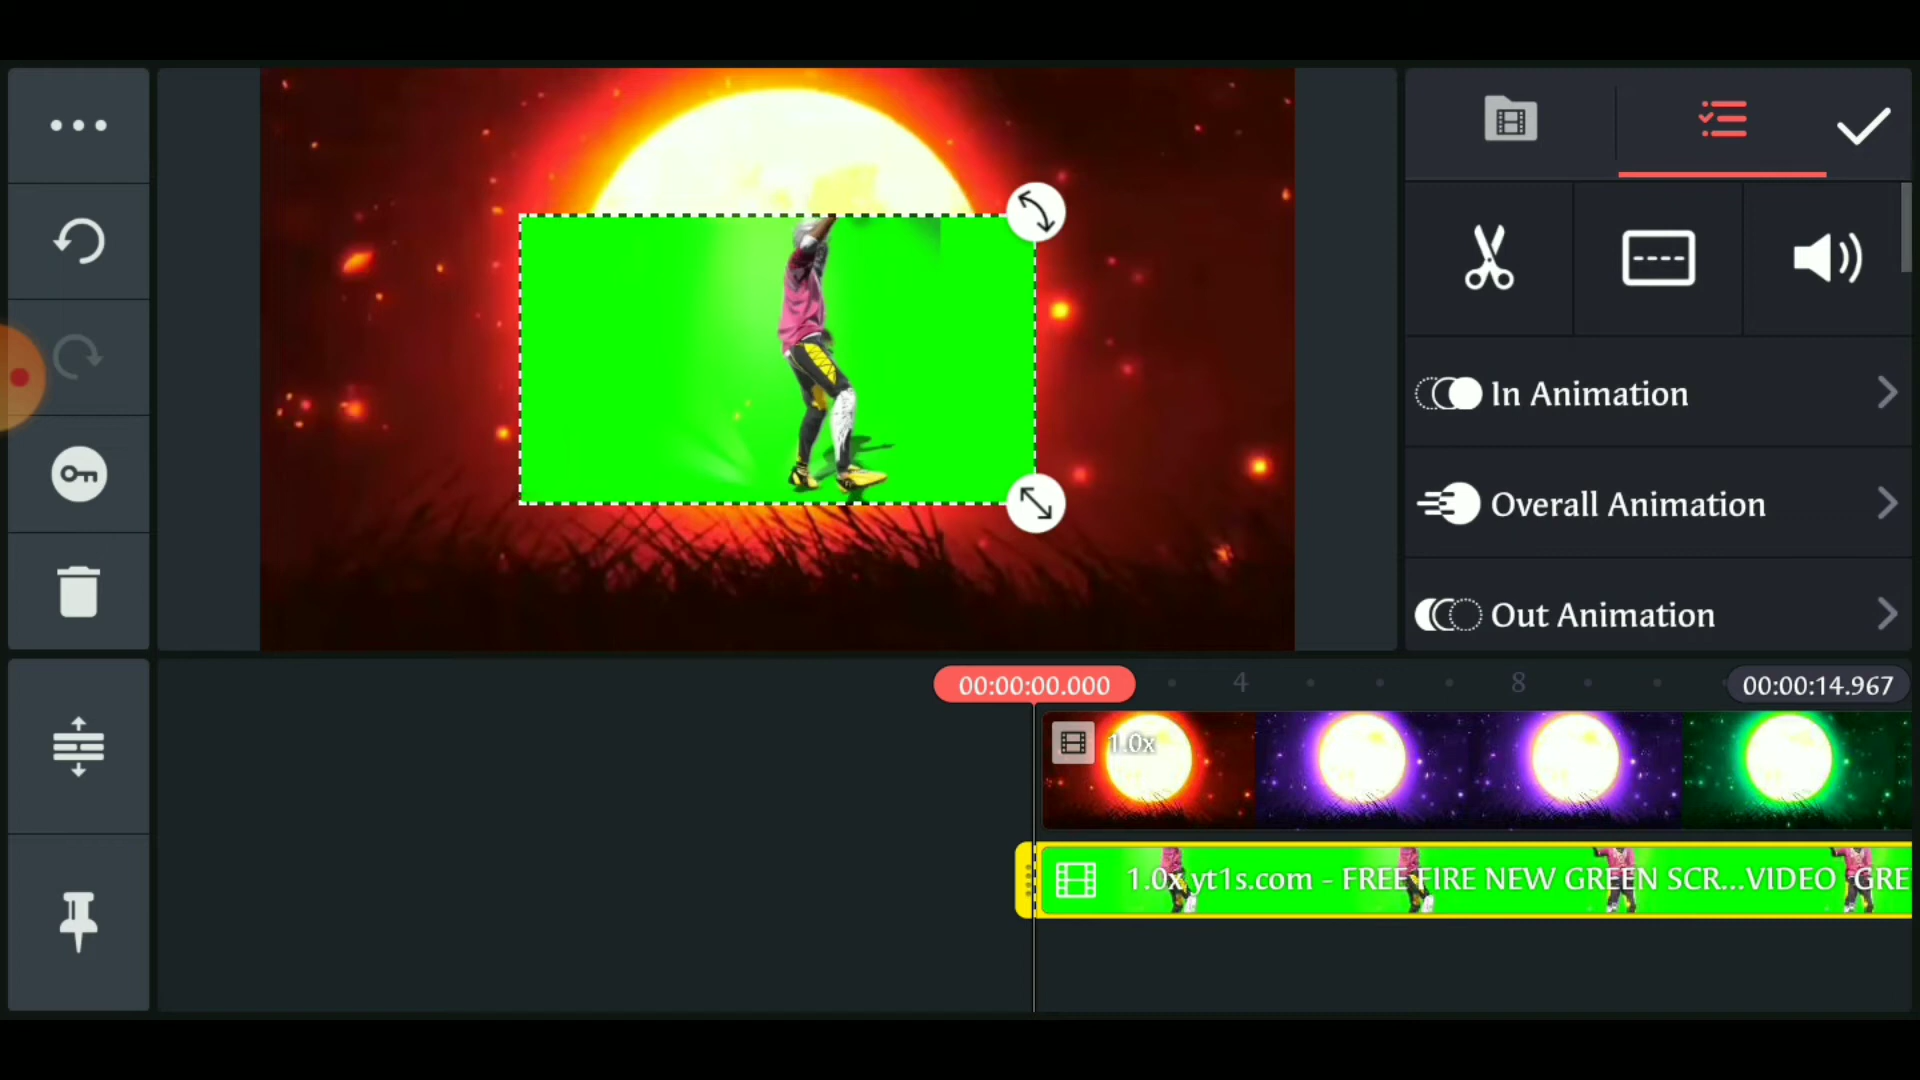 In Animation
Overall Animation
Out Animation
00:00:00.000
4
8
00:00:14.967
1.0x
1.0x yt1s.com - FREE FIRE NEW GREEN SCR...VIDEO GRE